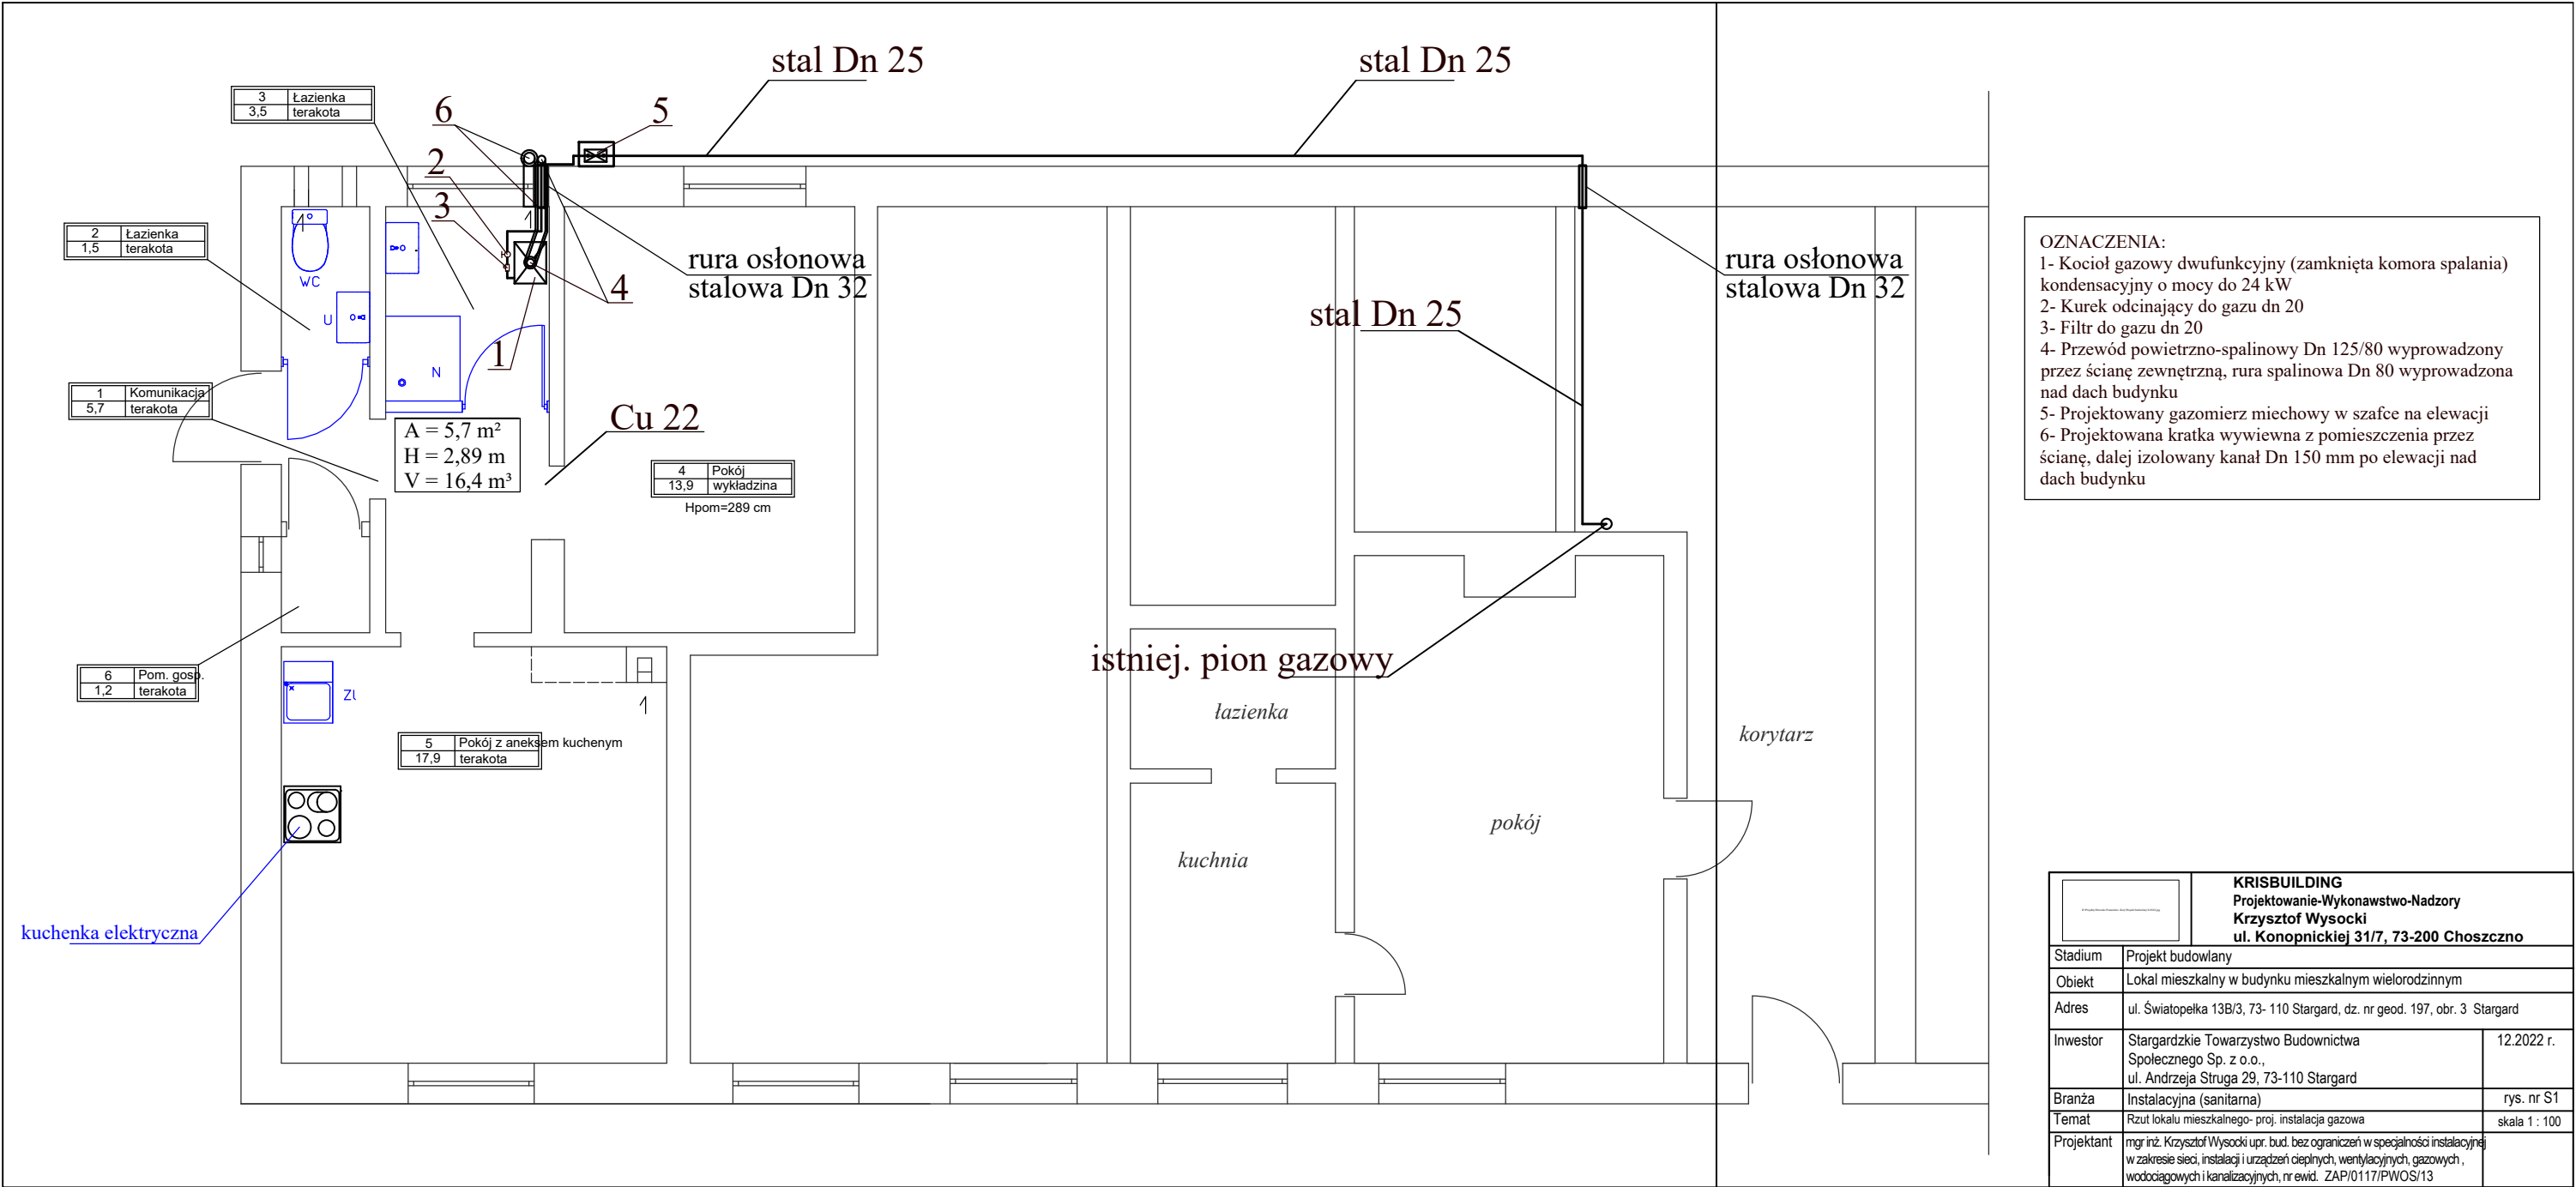 stal Dn 25
stal Dn 25
3 Łazienka
3,5 terakota
6
5
2
3
2 Łazienka
1,5 terakota
1
1
WC
U
rura osłonowa
stalowa Dn 32
4
rura osłonowa
stalowa Dn 32
stal Dn 25
1
N
1 Komunikacja
5,7 terakota
Cu 22
A = 5,7 m²
H = 2,89 m
V = 16,4 m³
4 Pokój
13,9 wykładzina
Hpom=289 cm
OZNACZENIA:
1- Kocioł gazowy dwufunkcyjny (zamknięta komora spalania)
kondensacyjny o mocy do 24 kW
2- Kurek odcinający do gazu dn 20
3- Filtr do gazu dn 20
4- Przewód powietrzno-spalinowy Dn 125/80 wyprowadzony
przez ścianę zewnętrzną, rura spalinowa Dn 80 wyprowadzona
nad dach budynku
5- Projektowany gazomierz miechowy w szafce na elewacji
6- Projektowana kratka wywiewna z pomieszczenia przez
ścianę, dalej izolowany kanał Dn 150 mm po elewacji nad
dach budynku
6 Pom. gosp.
1,2 terakota
istniej. pion gazowy
Zl
1
łazienka
korytarz
5 Pokój z aneksem kuchenym
17,9 terakota
pokój
kuchnia
kuchenka elektryczna
KRISBUILDING
Projektowanie-Wykonawstwo-Nadzory
Krzysztof Wysocki
ul. Konopnickiej 31/7, 73-200 Choszczno
Stadium Projekt budowlany
Obiekt Lokal mieszkalny w budynku mieszkalnym wielorodzinnym
Adres ul. Światopełka 13B/3, 73- 110 Stargard, dz. nr geod. 197, obr. 3 Stargard
Inwestor Stargardzkie Towarzystwo Budownictwa 12.2022 r.
Społecznego Sp. z o.o.,
ul. Andrzeja Struga 29, 73-110 Stargard
Branża Instalacyjna (sanitarna) rys. nr S1
Temat Rzut lokalu mieszkalnego- proj. instalacja gazowa skala 1 : 100
Projektant mgr inż. Krzysztof Wysocki upr. bud. bez ograniczeń w specjalności instalacyjnej
w zakresie sieci, instalacji i urządzeń cieplnych, wentylacyjnych, gazowych ,
wodociągowych i kanalizacyjnych, nr ewid. ZAP/0117/PWOS/13